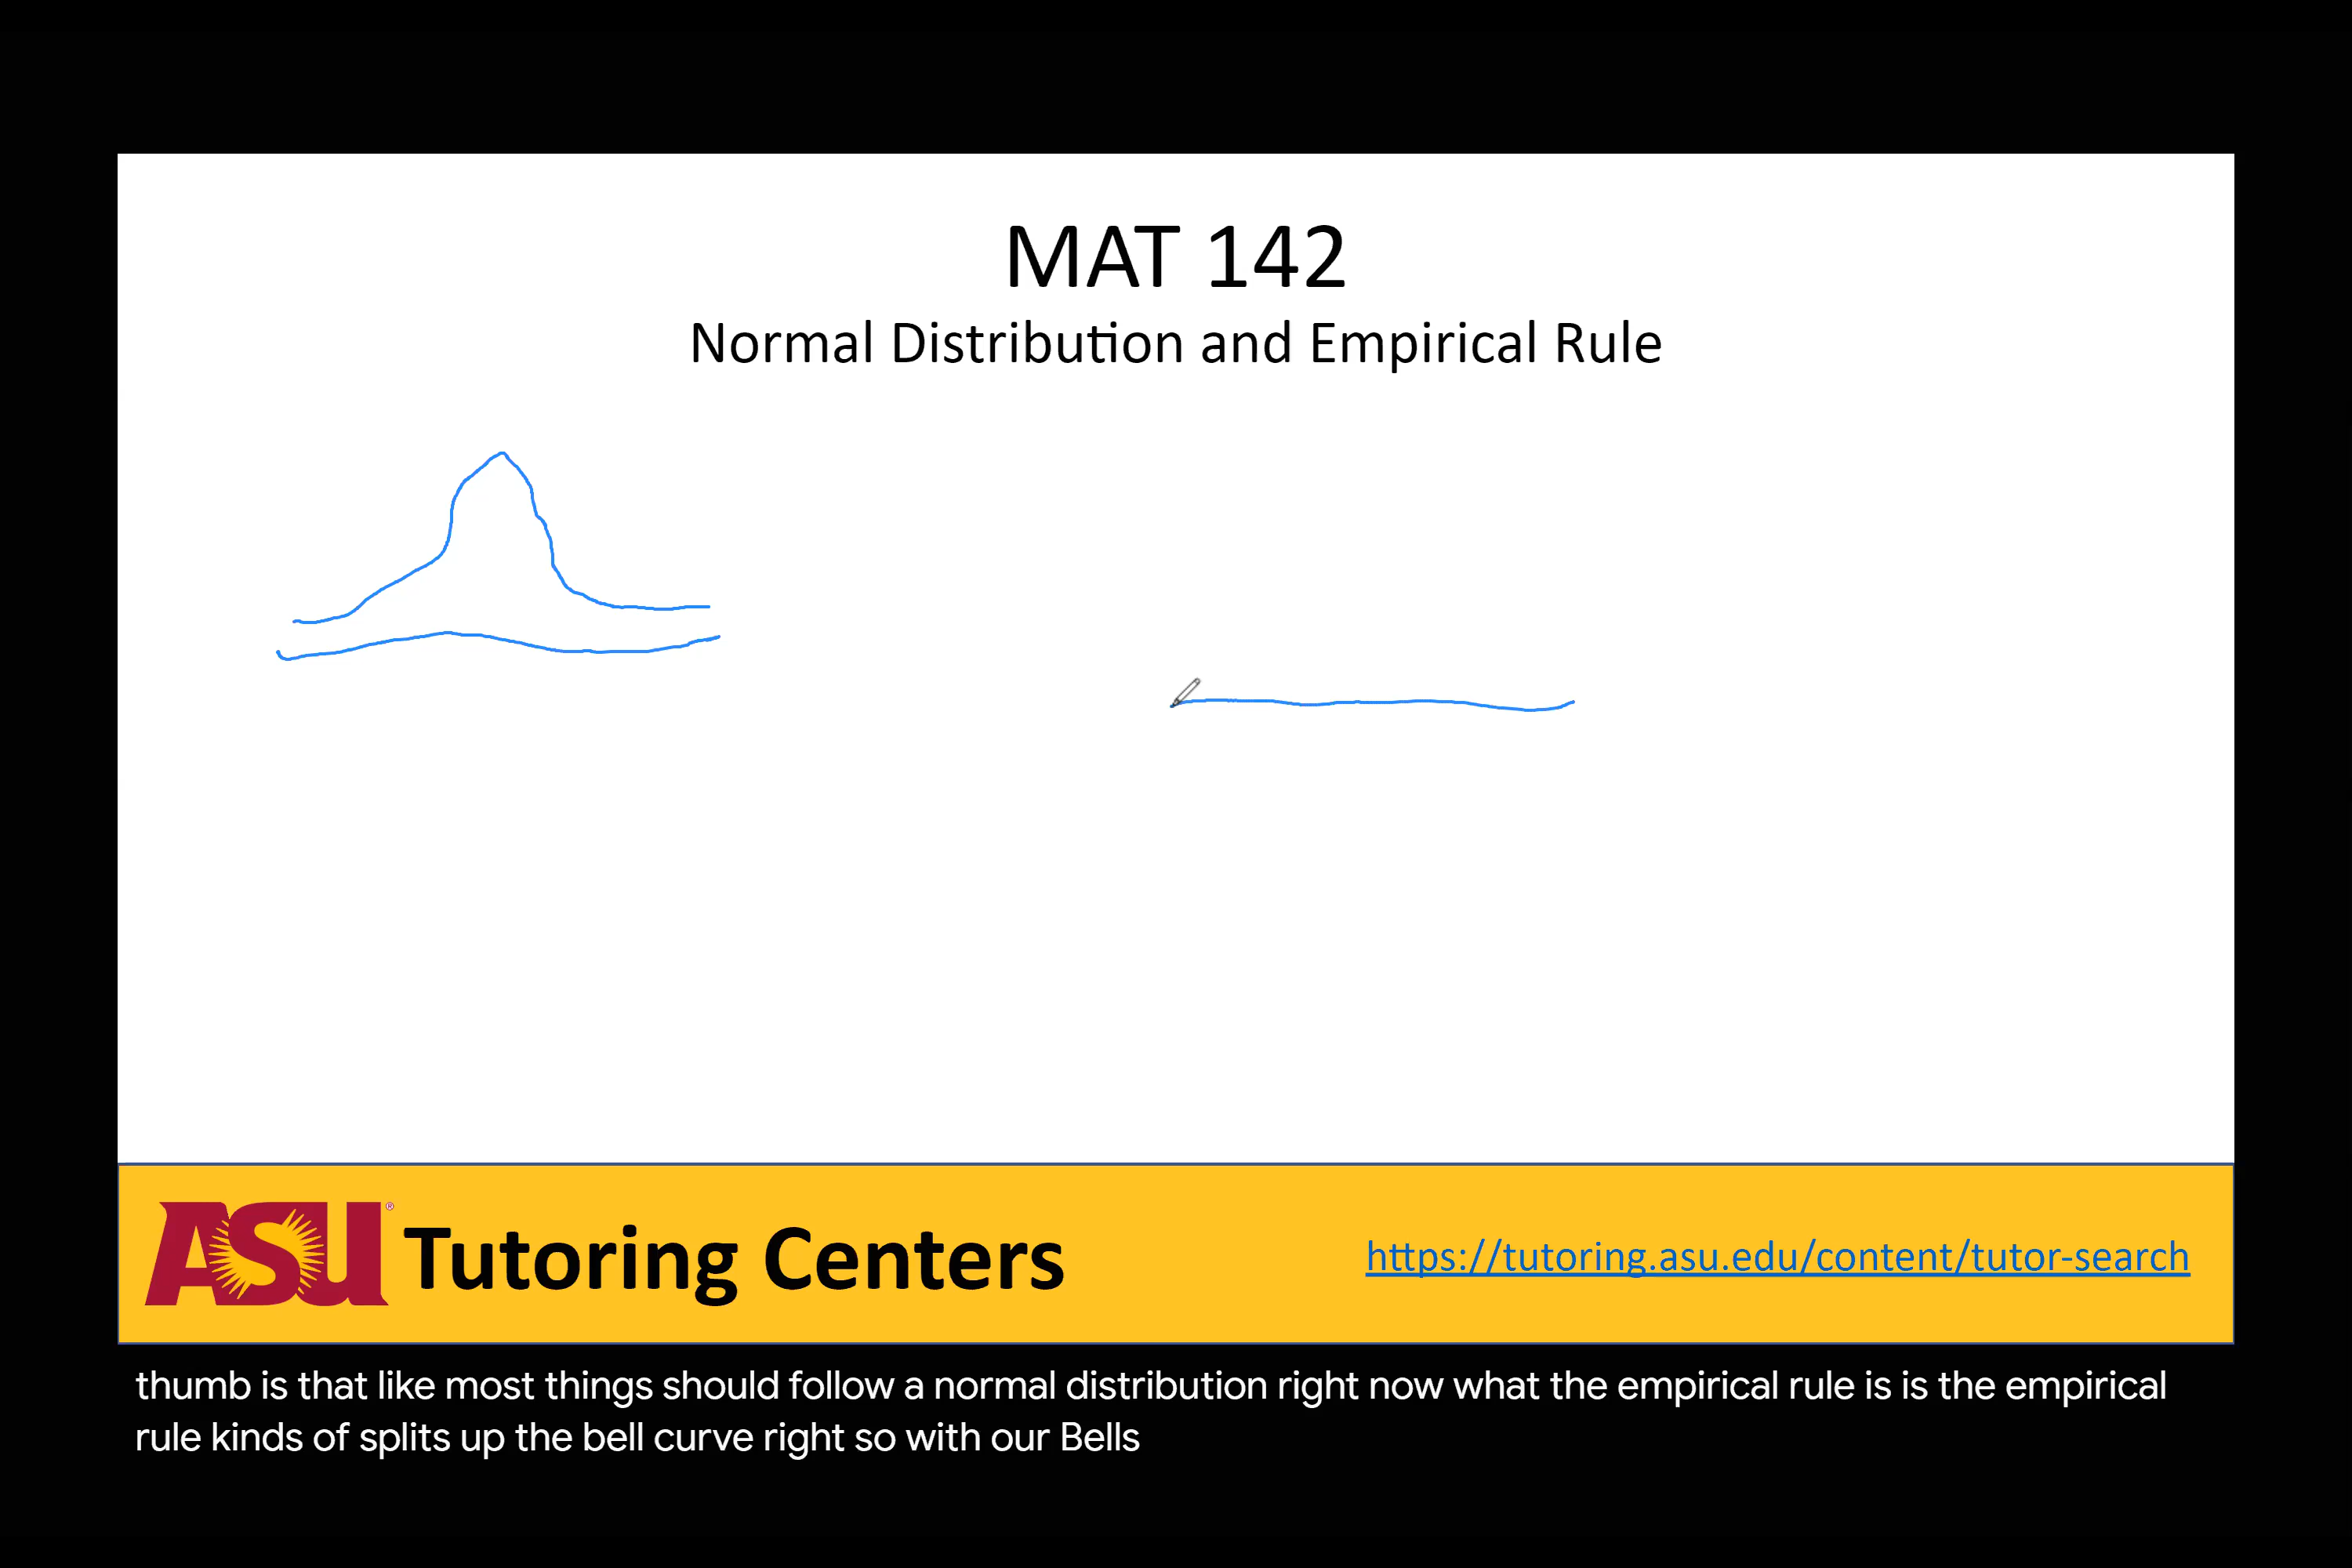 MAT 142
Normal Distribution and Empirical Rule
ASU® Tutoring Centers
https://tutoring.asu.edu/content/tutor-search
thumb is that like most things should follow a normal distribution right now what the empirical rule is is the empirical
rule kinds of splits up the bell curve right so with our Bells